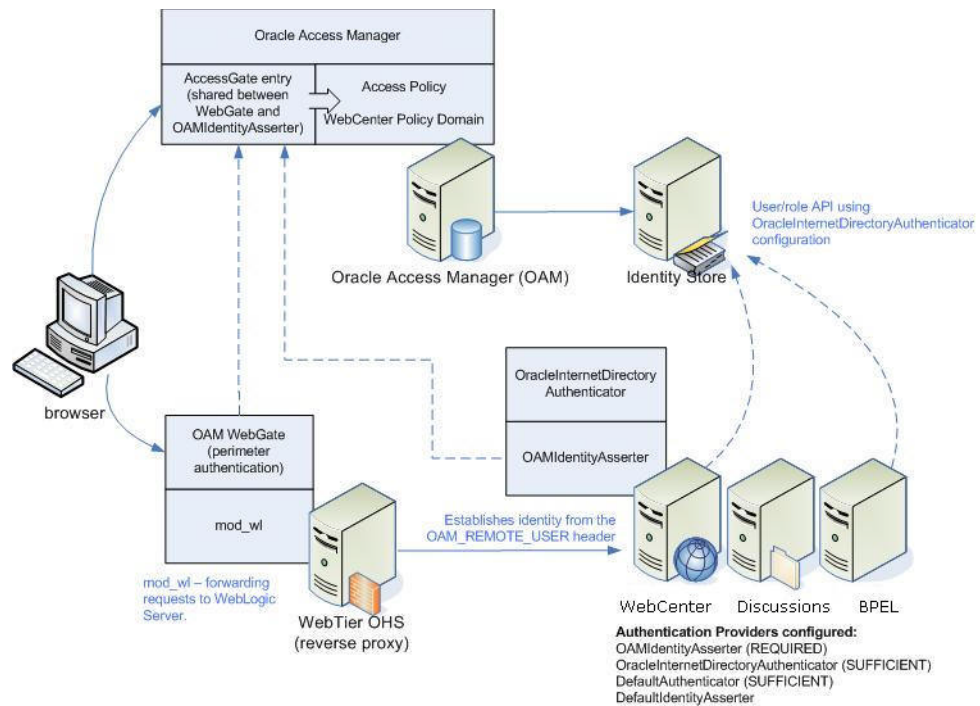 Oracle Access Manager
AccessGate entry
(shared between
WebGate and
OAMIdentityAsserter)
Access Policy
WebCenter Policy Domain
User/role API using
OracleInternetDirectoryAuthenticator
configuration
Oracle Access Manager (OAM)
Identity Store
browser
OracleInternetDirectory
Authenticator
OAMIdentityAsserter
OAM WebGate
(perimeter
authentication)
mod_wl
Establishes identity from the
OAM_REMOTE_USER header
mod_wl – forwarding
requests to WebLogic
Server.
WebTier OHS
(reverse proxy)
WebCenter
Discussions
BPEL
Authentication Providers configured:
OAMIdentityAsserter (REQUIRED)
OracleInternetDirectoryAuthenticator (SUFFICIENT)
DefaultAuthenticator (SUFFICIENT)
DefaultIdentityAsserter